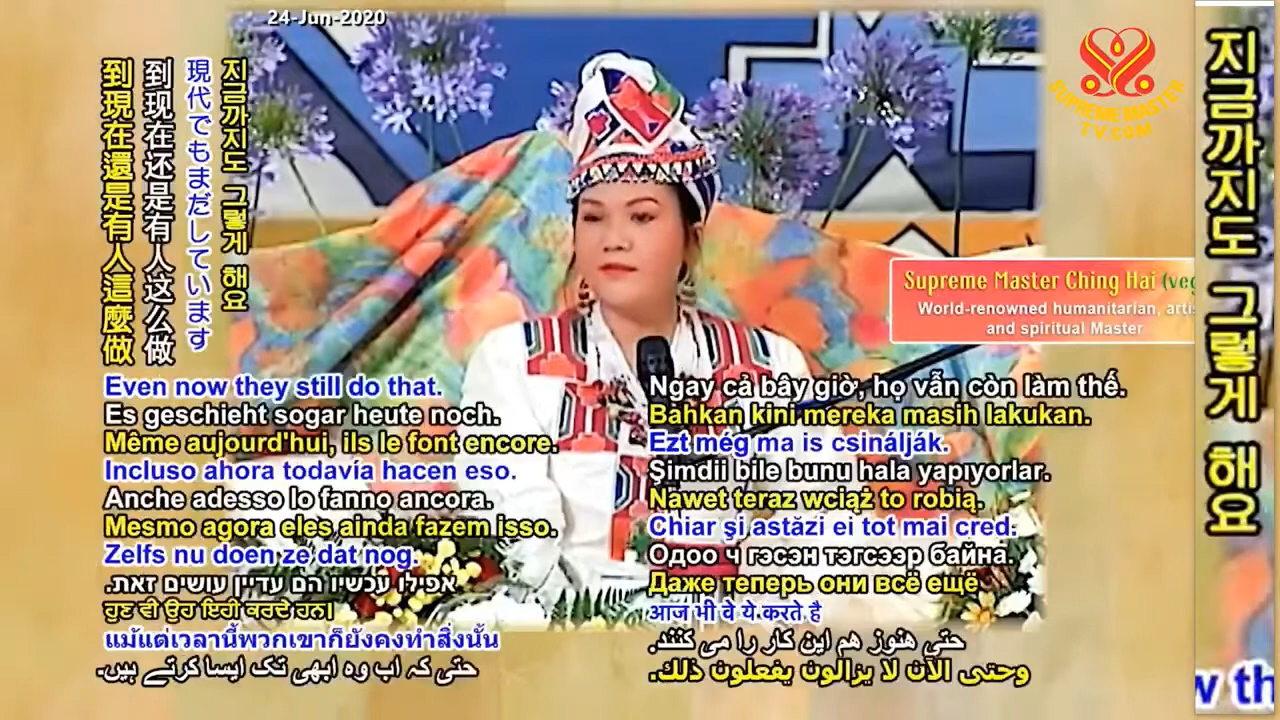 24-Jun-2020
SUPREME MASTER
TV.COM
Supreme Master Ching Hai
World-renowned humanitarian,
and spiritual Master
到現在還是有人這麼做
到现在还是有人这么做
現代でもまだしています
지금까지도 그렇게 해요
Even now they still do that.
Es geschieht sogar heute noch.
Même aujourd'hui, ils le font encore.
Incluso ahora todavía hacen eso.
Anche adesso lo fanno ancora.
Mesmo agora eles ainda fazem isso.
Zelfs nu doen ze dat nog.
אפילו עכשיו הם עדיין עושים זאת.
ਹੁਣ ਵੀ ਉਹ ਇਹੀ ਕਰਦੇ ਹਨ।
แม้แต่เวลานี้พวกเขาก็ยังคงทำสิ่งนั้น
حتی کہ اب وہ ابھی تک ایسا کرتے ہیں.
Ngay cả bây giờ, họ vẫn còn làm thế.
Bahkan kini mereka masih lakukan.
Ezt még ma is csinálják.
Şimdii bile bunu hala yapıyorlar.
Nawet teraz wciąż to robią.
Chiar şi astăzi ei tot mai cred.
Одоо ч гэсэн тэгсээр байна.
Даже теперь они всё ещё
आज भी वे ये करते है
حتی هنوز هم این کار را می کنند.
وحتى الآن لا يزالون يفعلون ذلك.
지금까지도 그렇게 해요